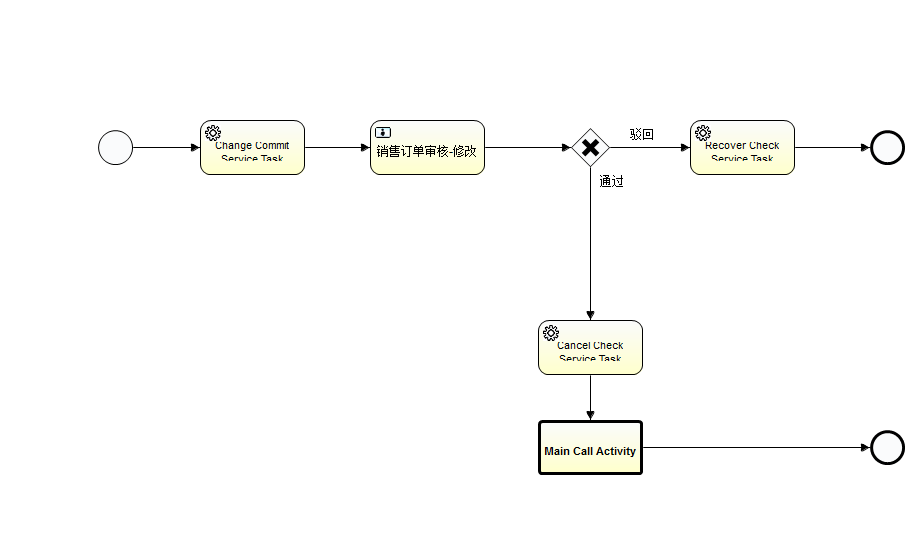 Change Commit
Service Task
销售订单审核-修改
驳回
Recover Check
Service Task
通过
Cancel Check
Service Task
Main Call Activity